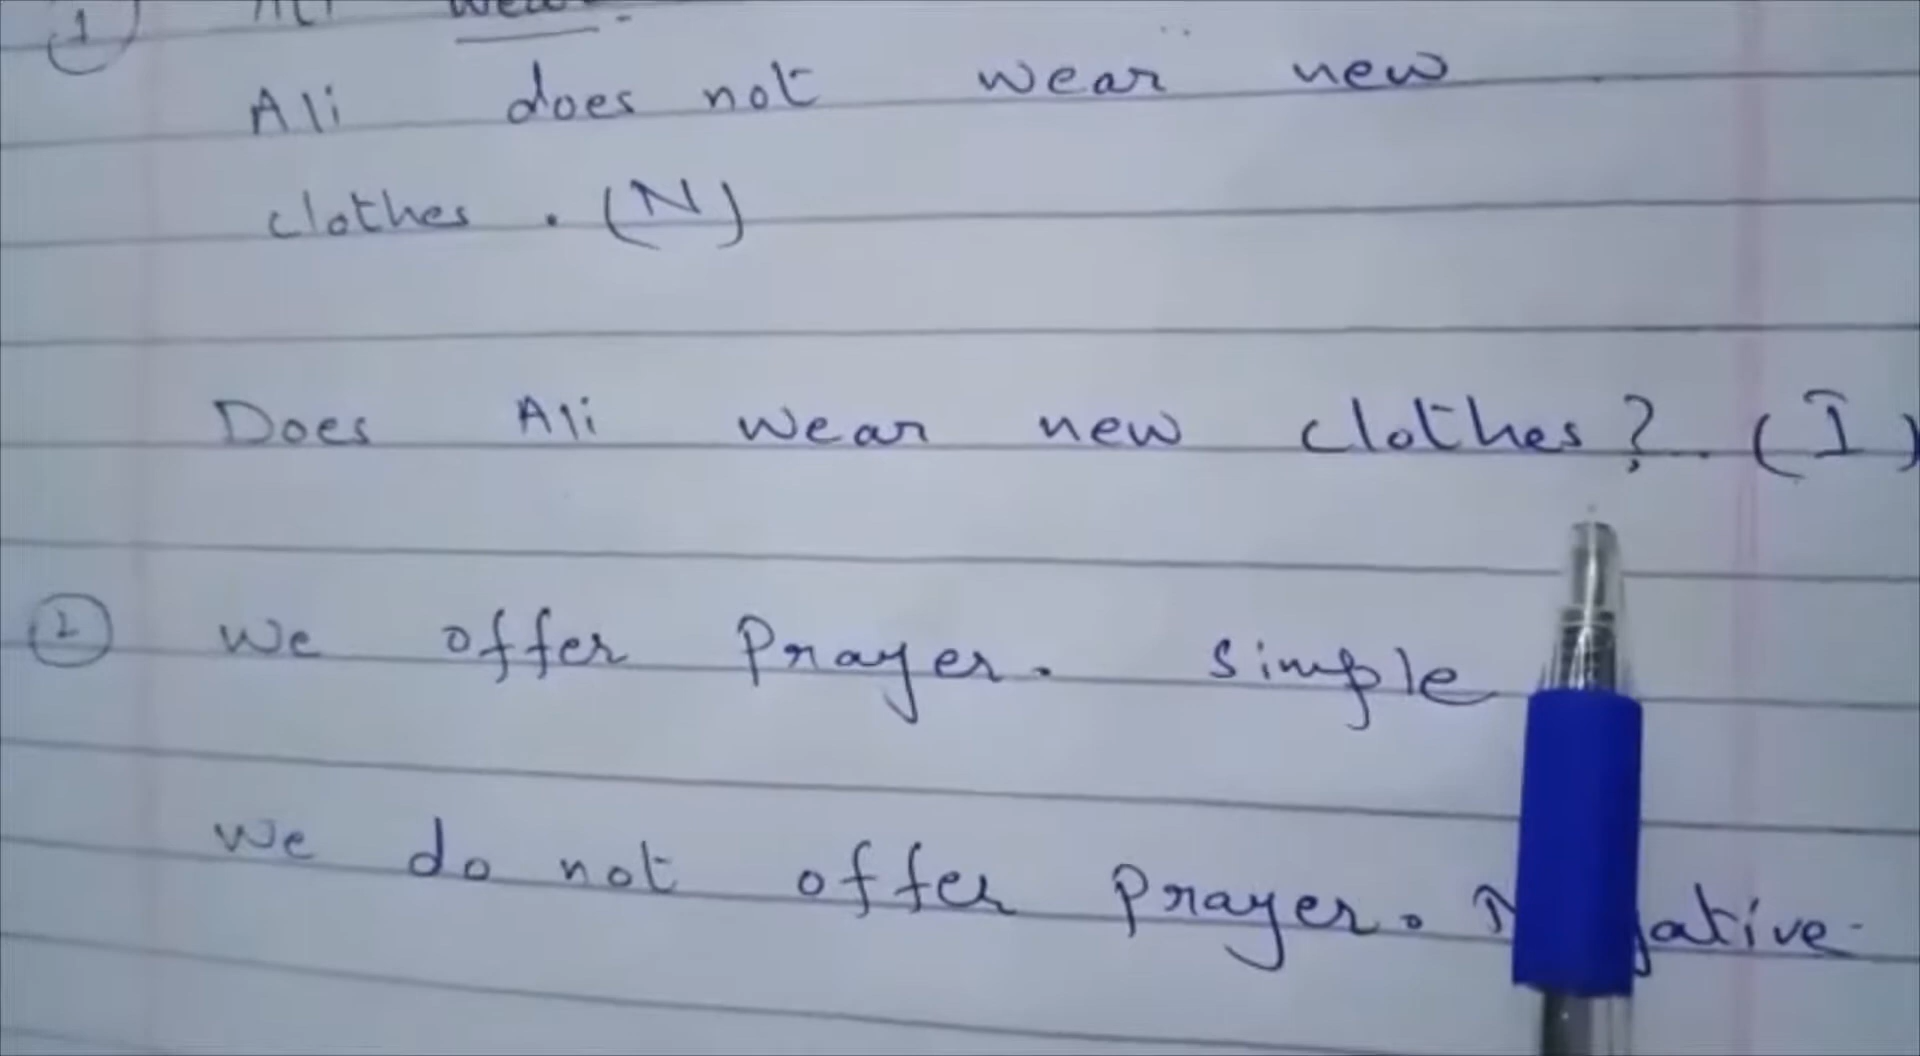 1
Ali does not wear new
clothes. (N)
Does Ali wear new clothes? (I)
2 We offer Prayer. simple
We do not offer Prayer.